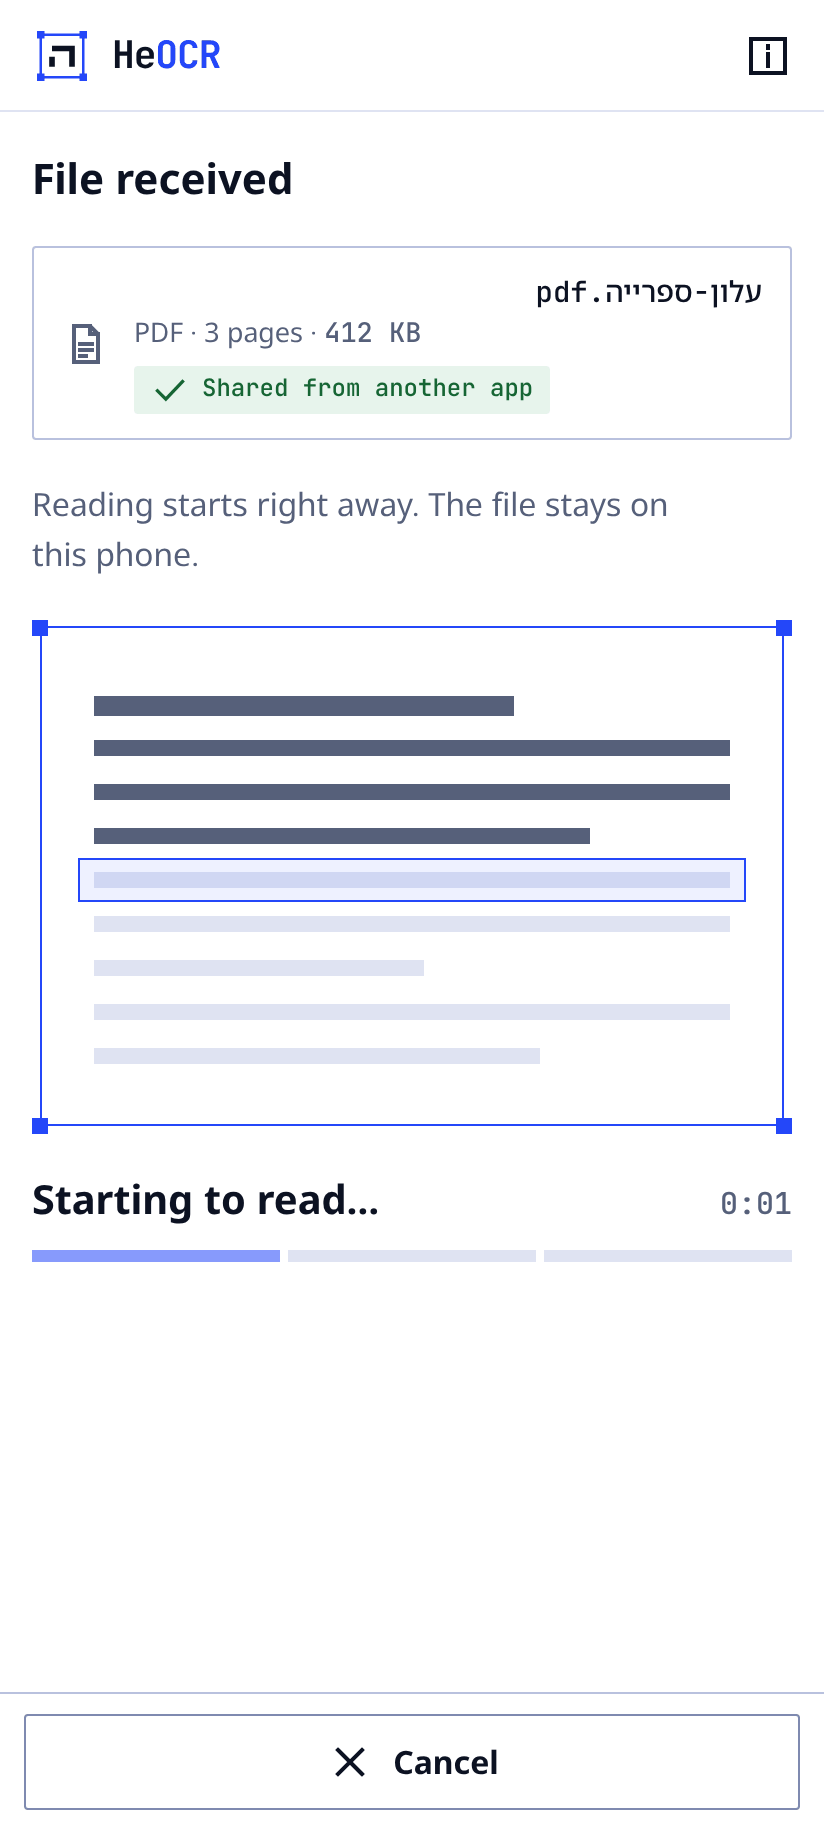 ה HeOCR
File received
עלון-ספרייה.pdf
PDF · 3 pages · 412 KB
Shared from another app
Reading starts right away. The file stays on
this phone.
Starting to read... 0:01
Cancel